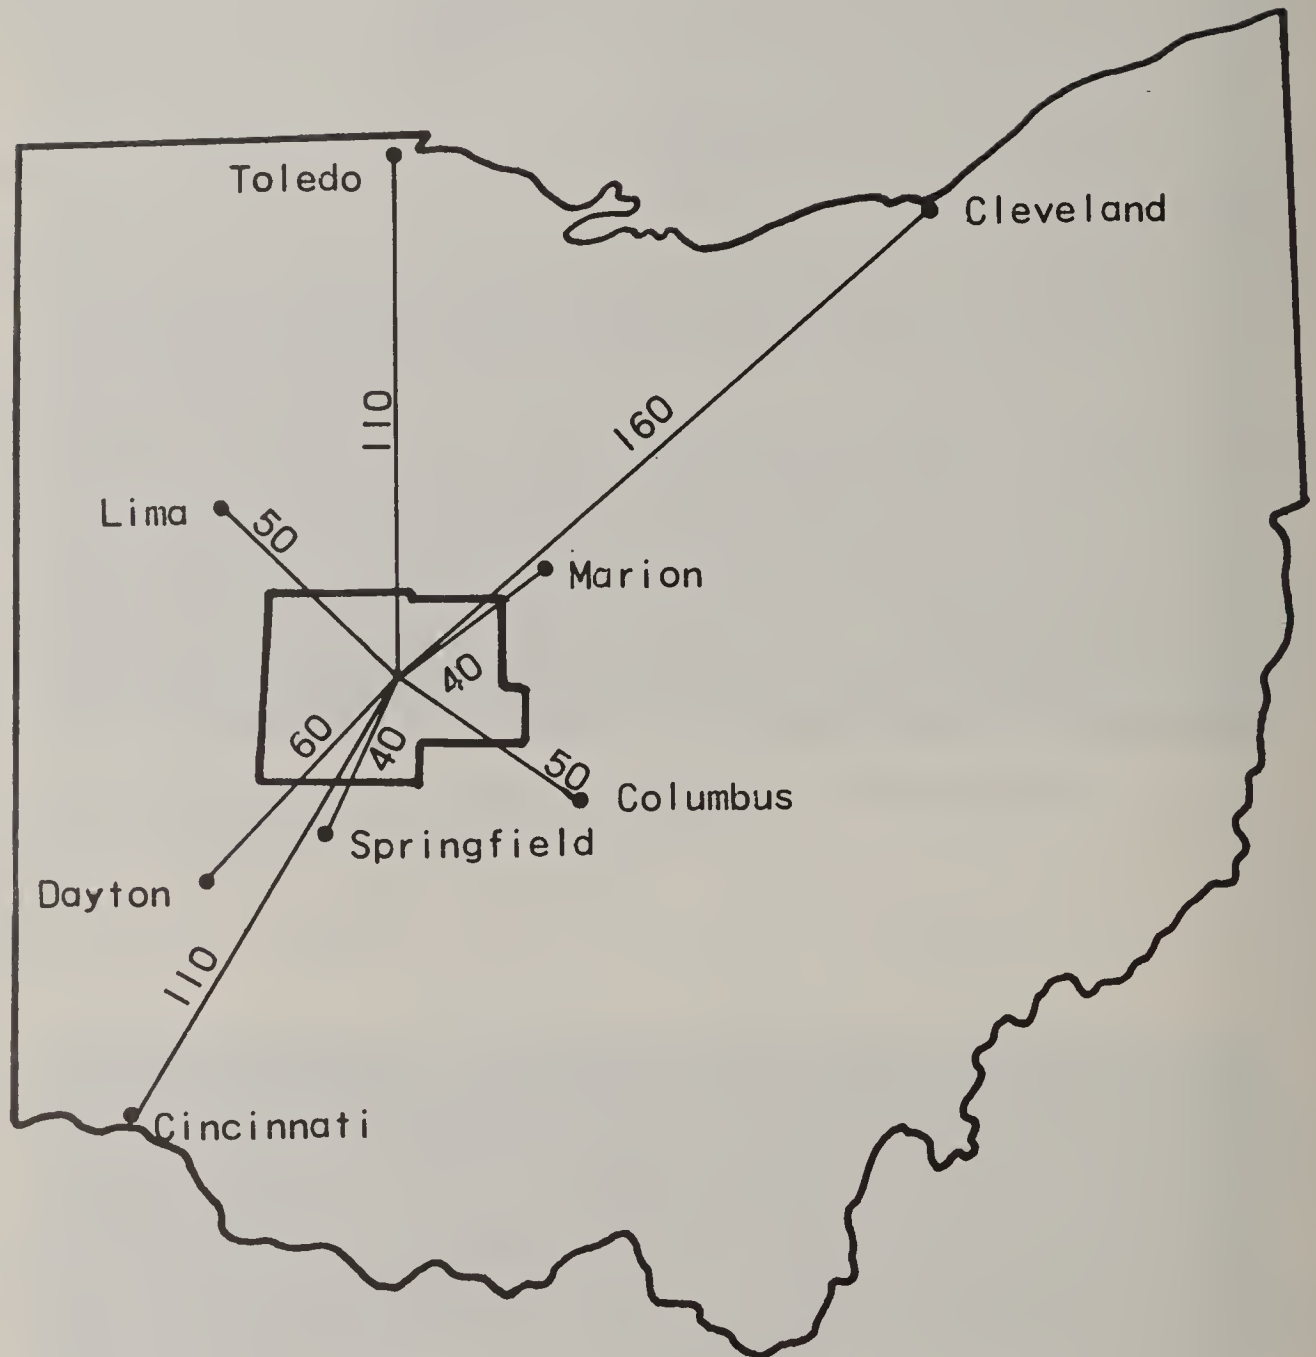 Toledo
Cleveland
110
160
Lima
50
Marion
40
60
40
50
Columbus
Springfield
Dayton
110
Cincinnati